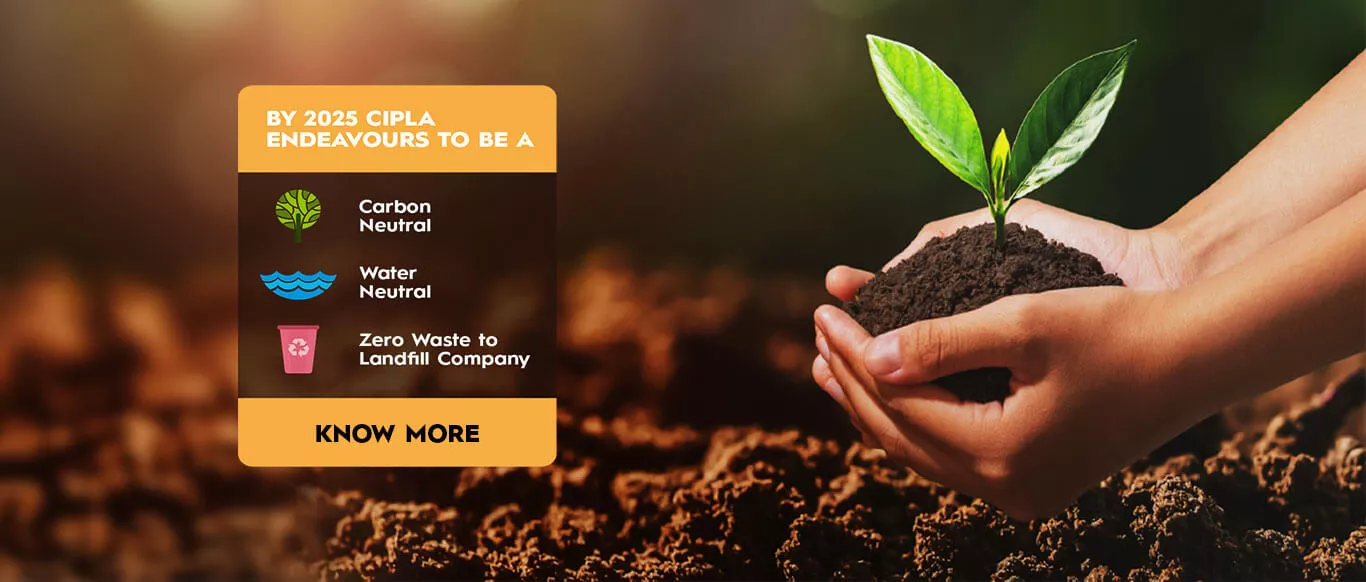 BY 2025 CIPLA
ENDEAVOURS TO BE A
Carbon
Neutral
Water
Neutral
Zero Waste to
Landfill Company
KNOW MORE